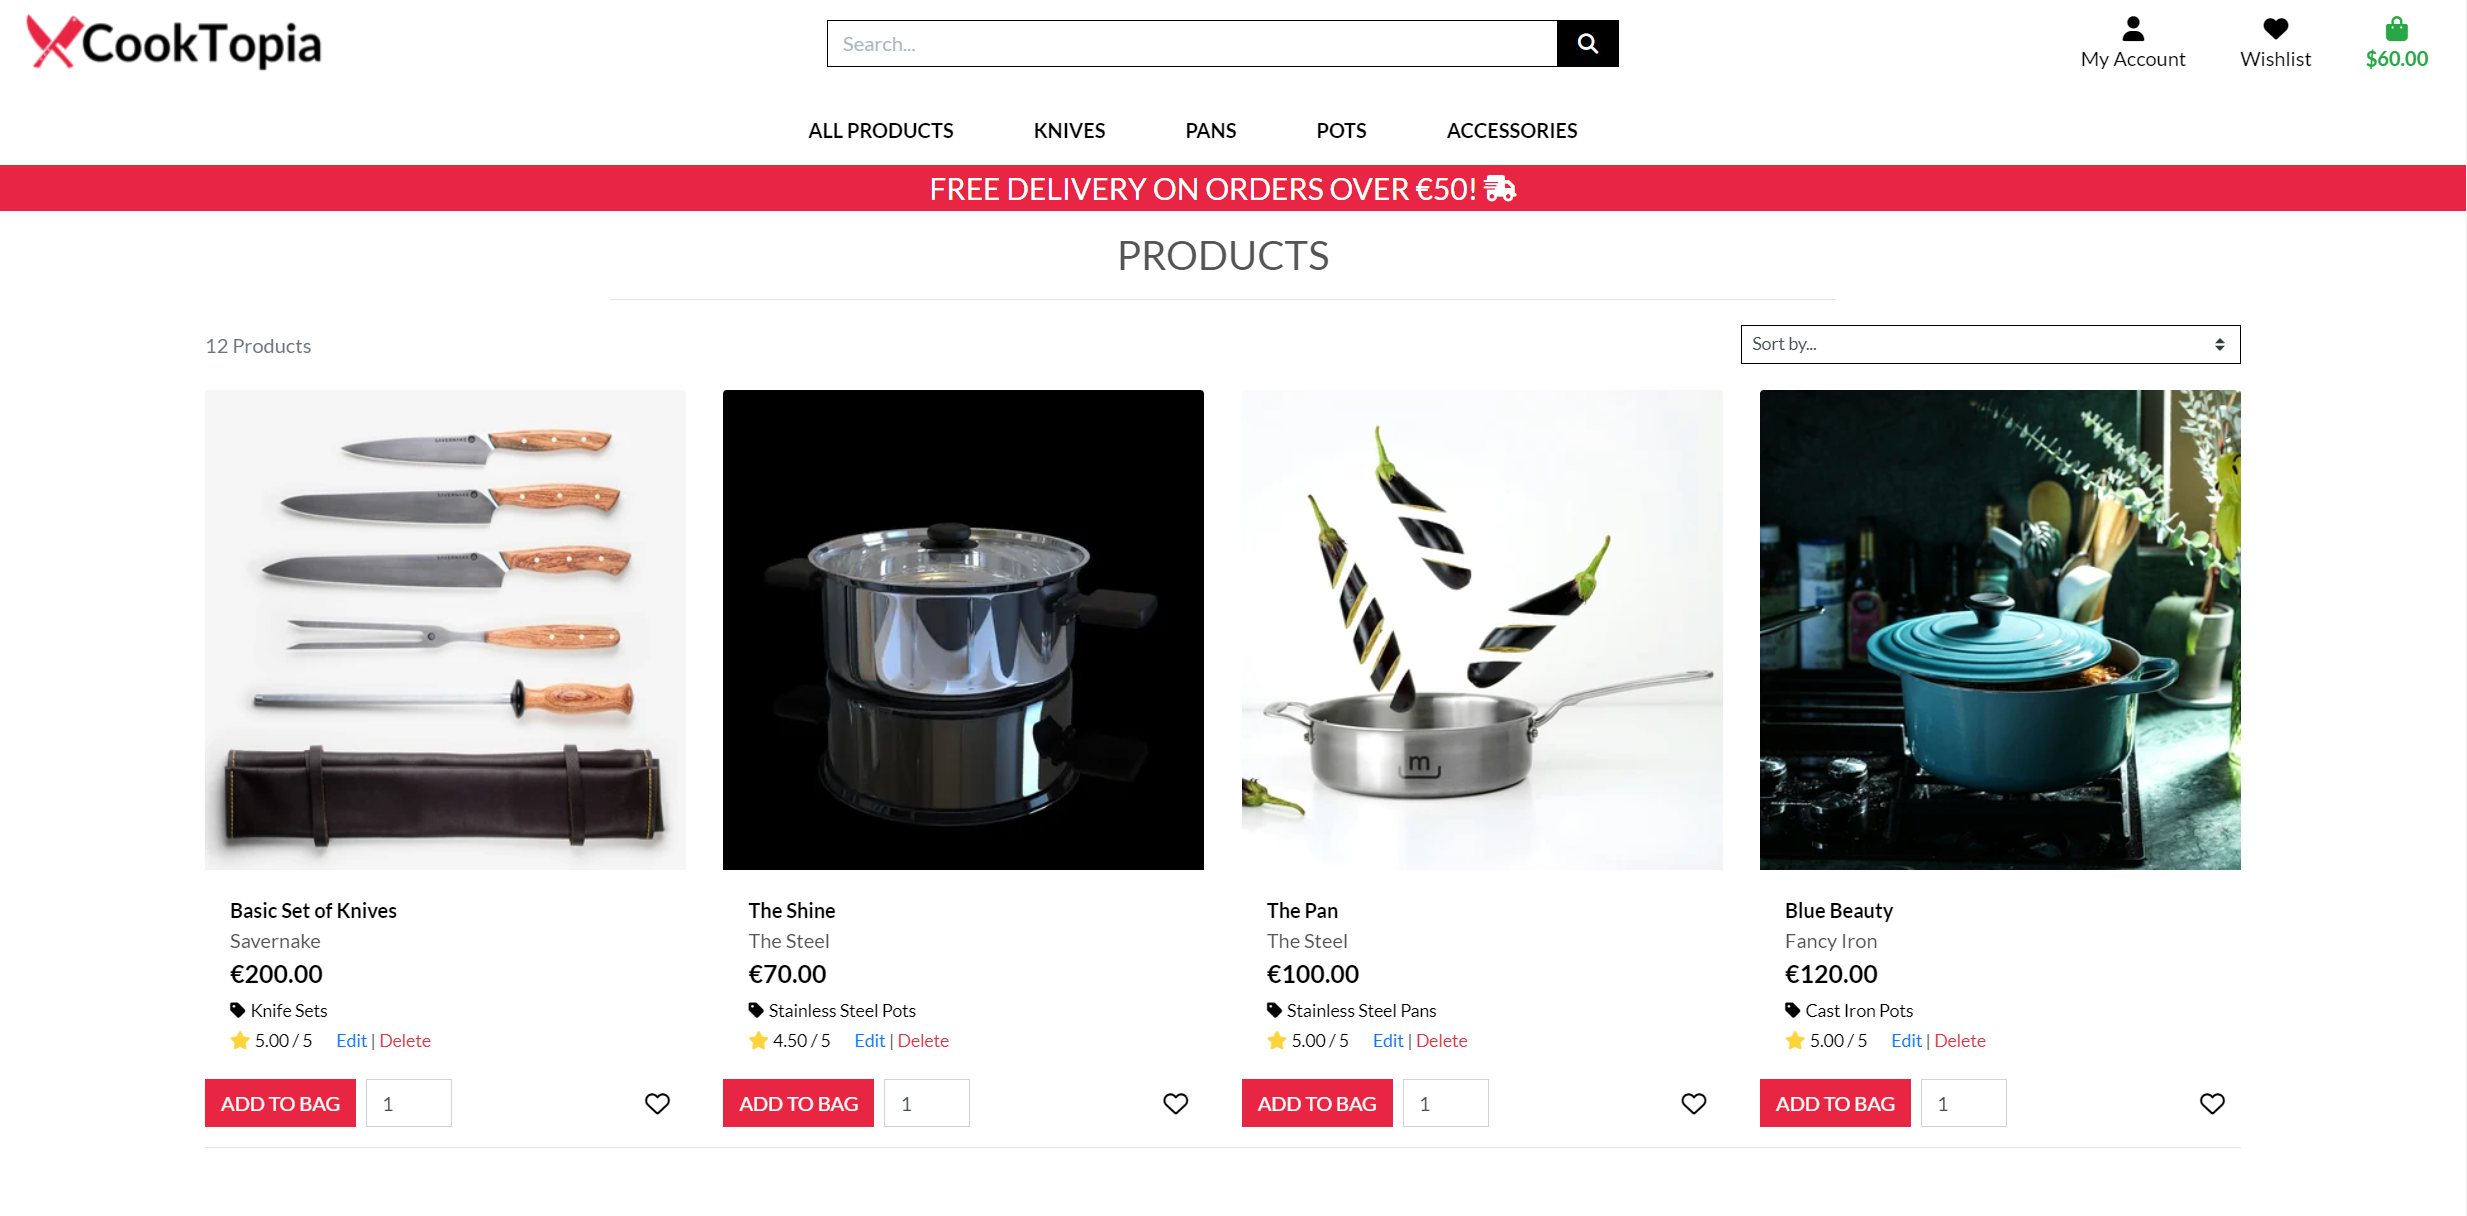 CookTopia
Search...
My Account
Wishlist
$60.00
ALL PRODUCTS
KNIVES
PANS
POTS
ACCESSORIES
FREE DELIVERY ON ORDERS OVER €50!
PRODUCTS
12 Products
Sort by...
SAVERNAKE
SAVERNAKE
SAVERNAKE
m
Basic Set of Knives
Savernake
€200.00
Knife Sets
5.00 / 5 Edit | Delete
ADD TO BAG 1
The Shine
The Steel
€70.00
Stainless Steel Pots
4.50 / 5 Edit | Delete
ADD TO BAG 1
The Pan
The Steel
€100.00
Stainless Steel Pans
5.00 / 5 Edit | Delete
ADD TO BAG 1
Blue Beauty
Fancy Iron
€120.00
Cast Iron Pots
5.00 / 5 Edit | Delete
ADD TO BAG 1